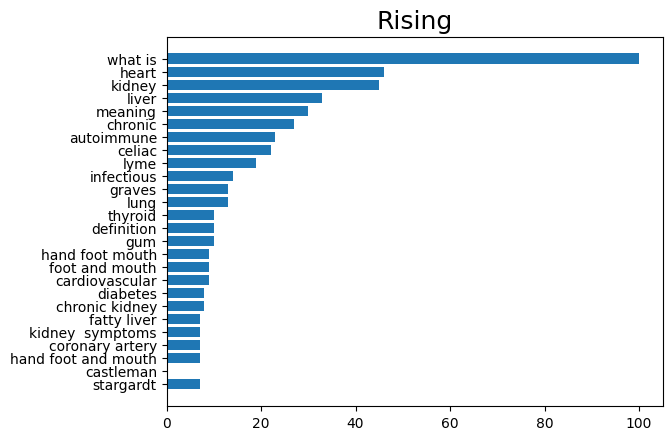 Rising
what is
heart
kidney
liver
meaning
chronic
autoimmune
celiac
lyme
infectious
graves
lung
thyroid
definition
gum
hand foot mouth
foot and mouth
cardiovascular
diabetes
chronic kidney
fatty liver
kidney  symptoms
coronary artery
hand foot and mouth
castleman
stargardt
0 20 40 60 80 100